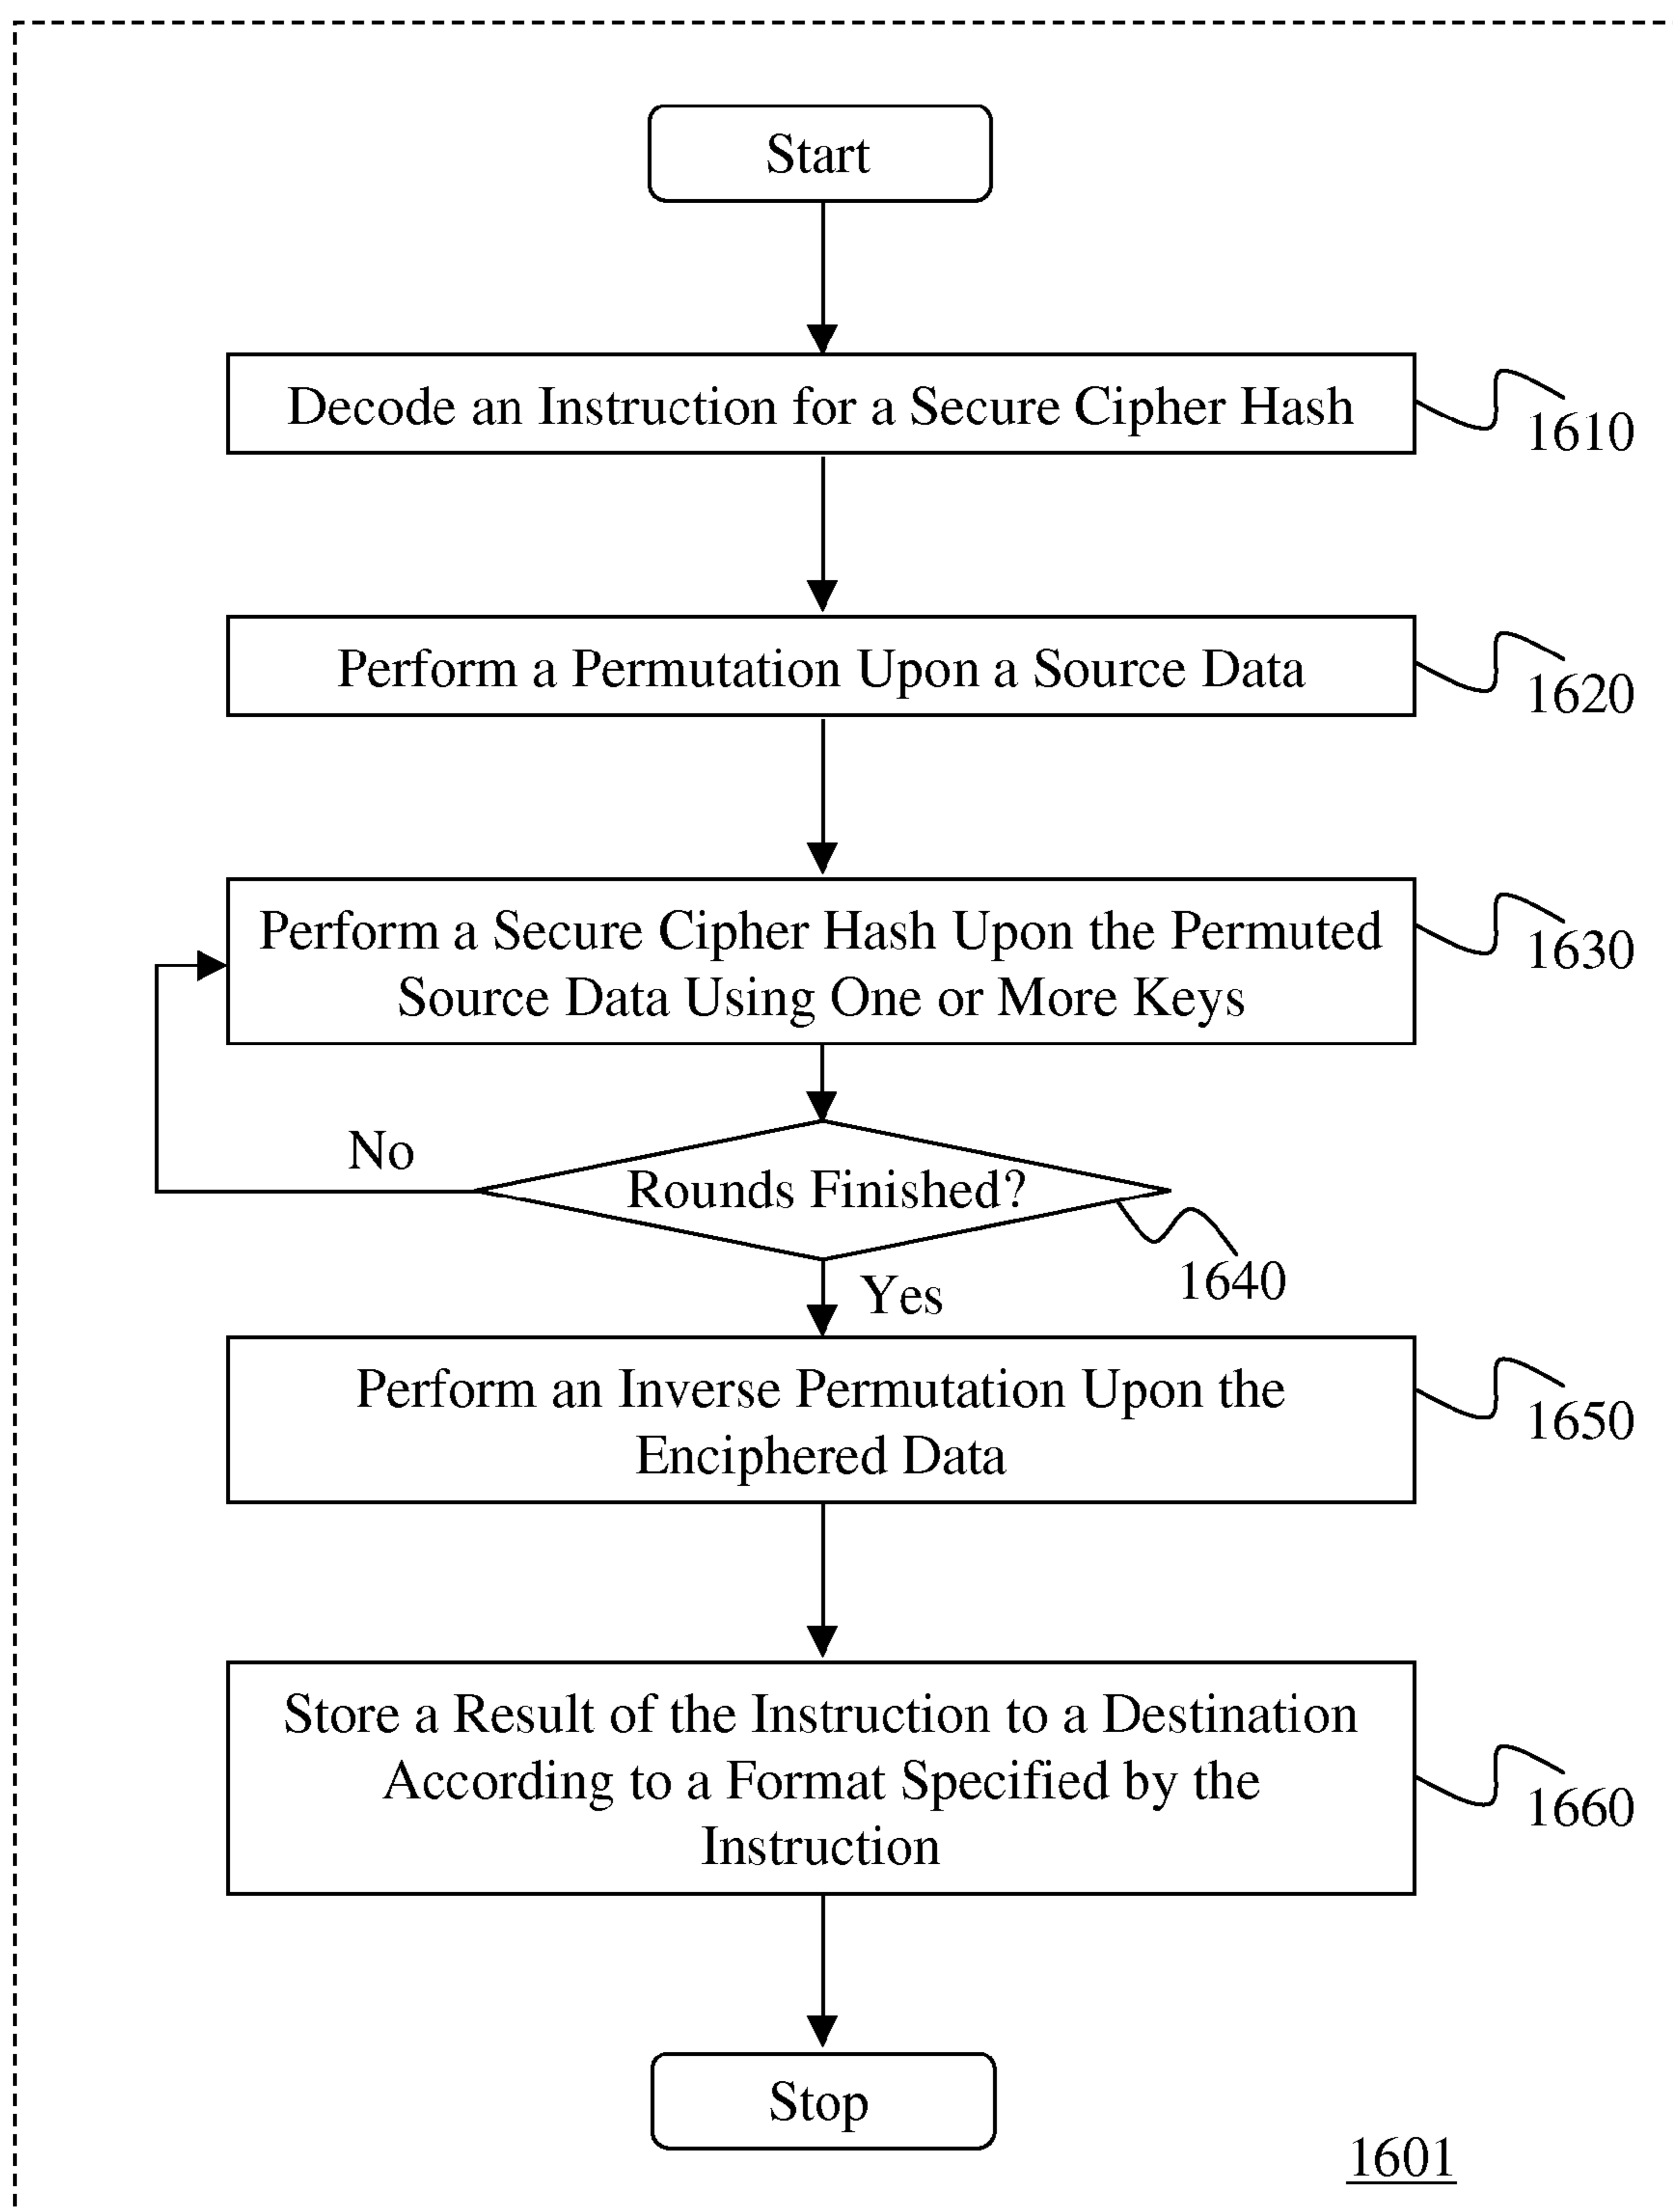 Start
Decode an Instruction for a Secure Cipher Hash
1610
Perform a Permutation Upon a Source Data
1620
Perform a Secure Cipher Hash Upon the Permuted
Source Data Using One or More Keys
1630
No
Rounds Finished?
1640
Yes
Perform an Inverse Permutation Upon the
Enciphered Data
1650
Store a Result of the Instruction to a Destination
According to a Format Specified by the
Instruction
1660
Stop
1601